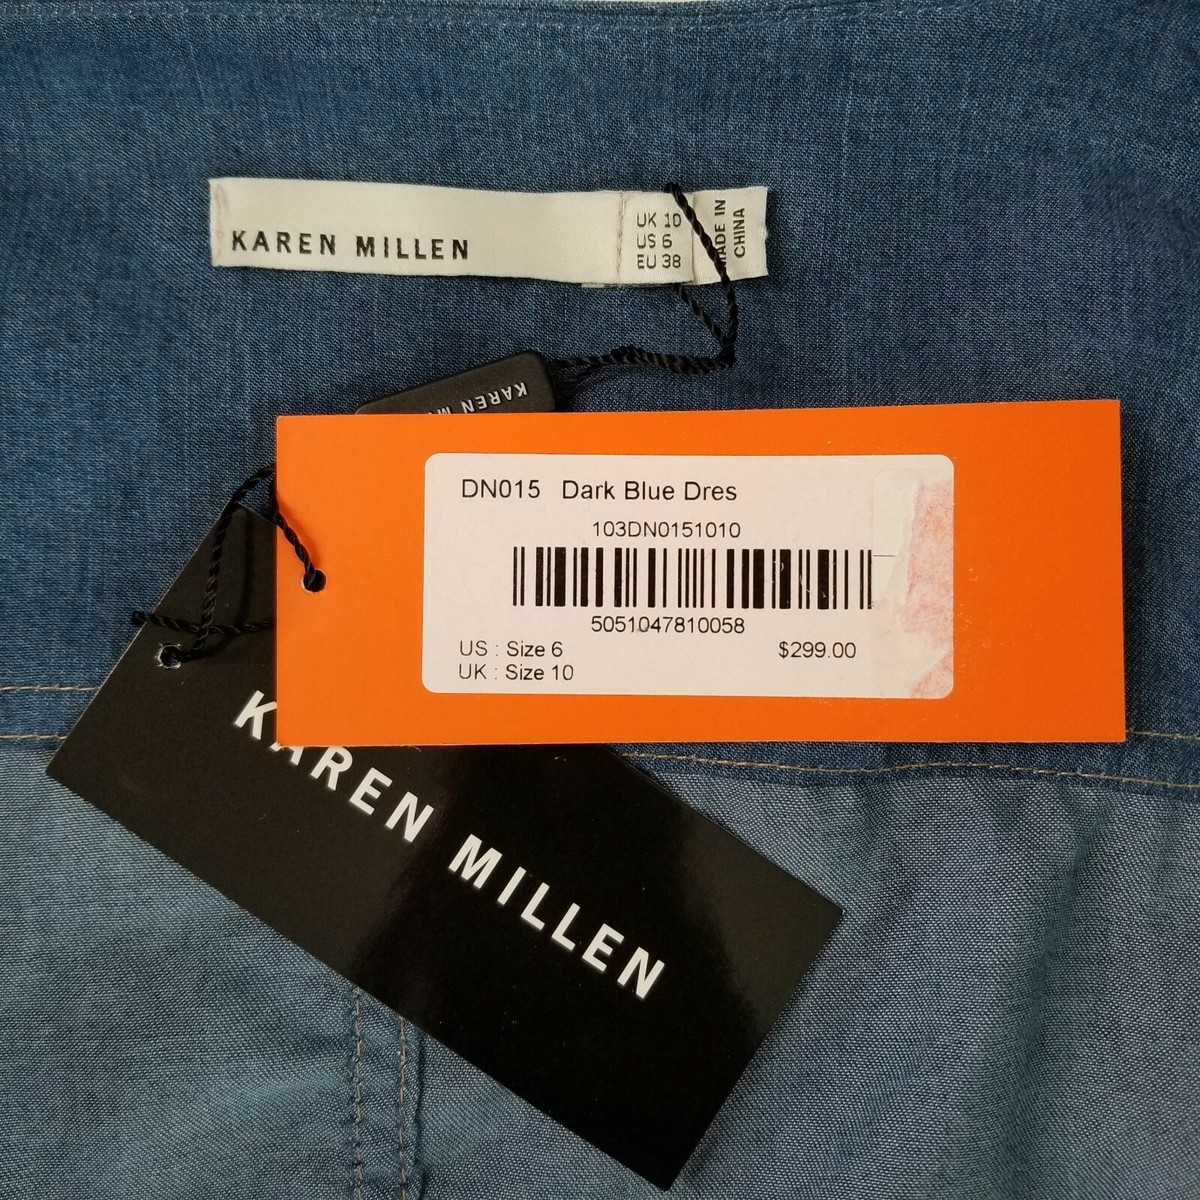 KAREN MILLEN
UK 10
US 6
EU 38
MADE IN
CHINA
KAREN
DN015 Dark Blue Dres
103DN0151010
5051047810058
US : Size 6
$299.00
UK : Size 10
KAREN MILLEN